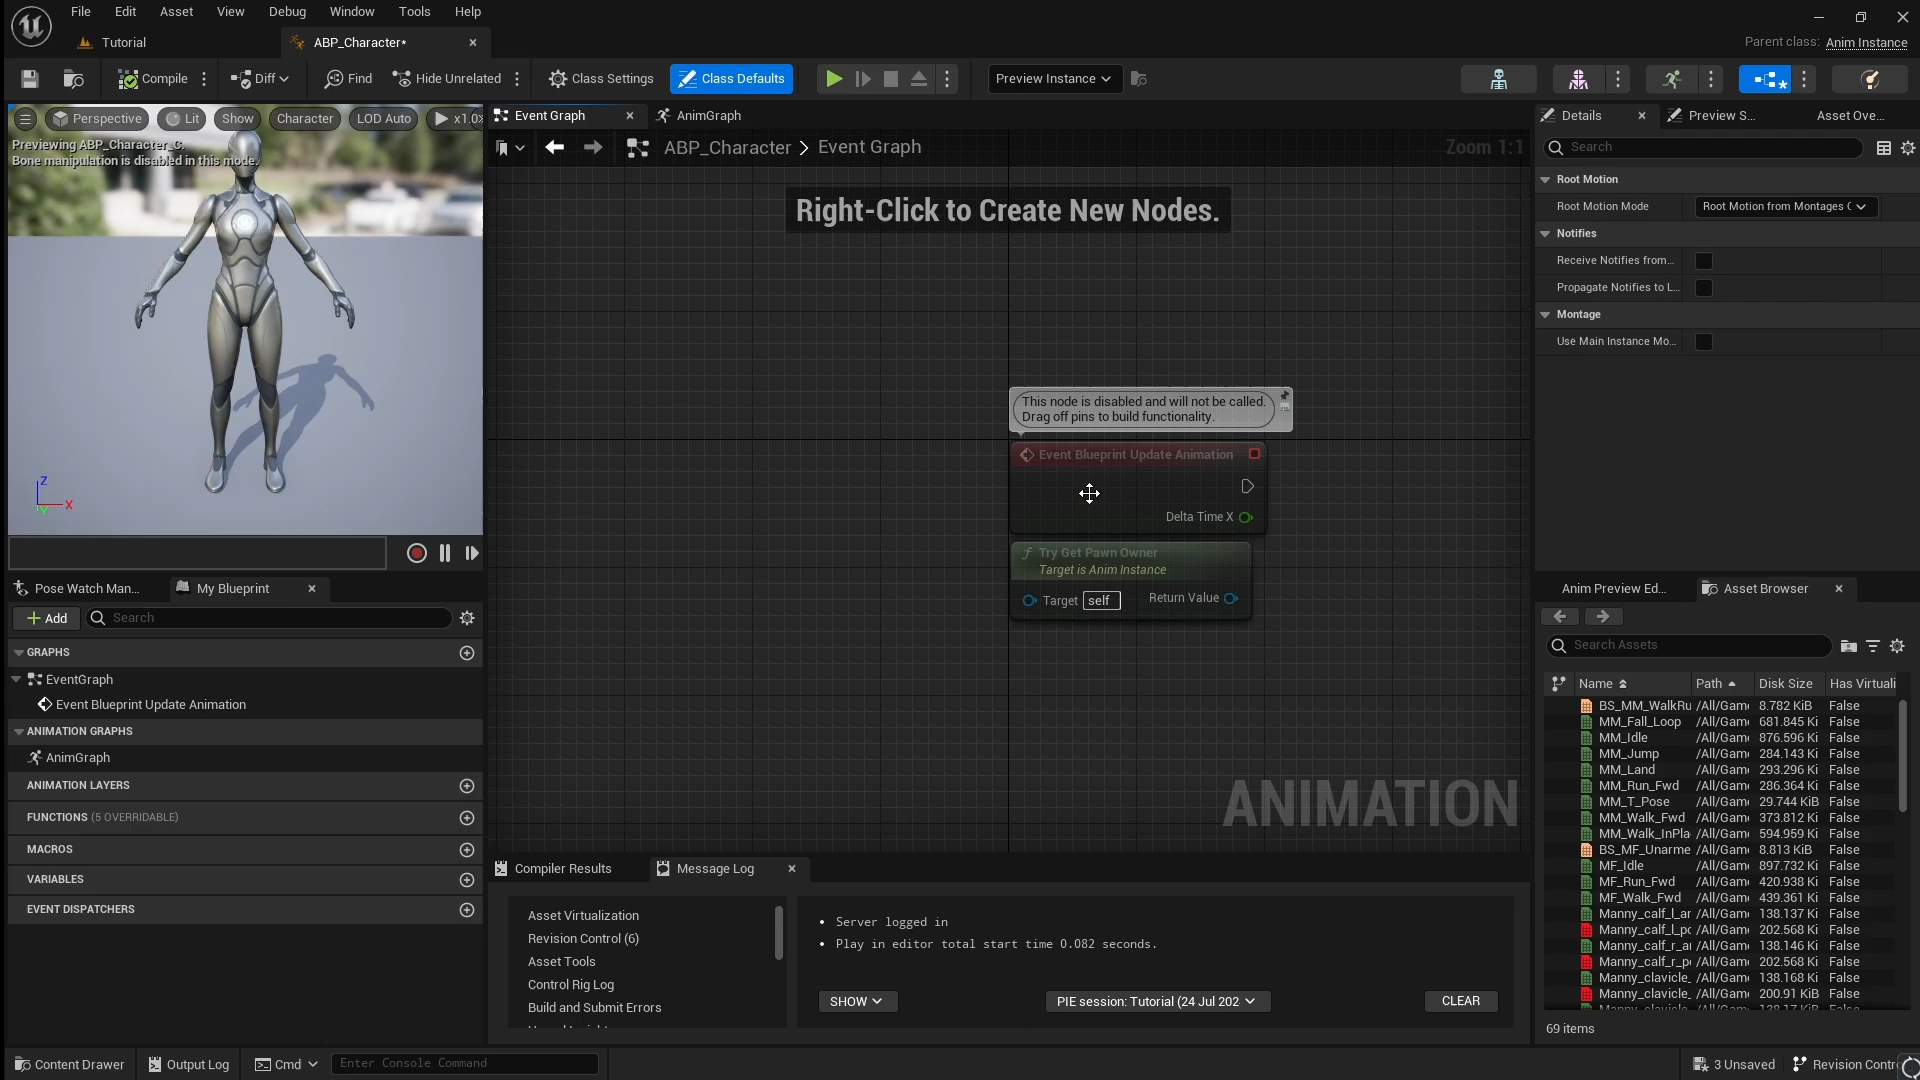 File Edit Asset View Debug Window Tools Help
Tutorial
ABP_Character*
Parent class: Anim Instance
Compile
Diff
Find
Hide Unrelated
Class Settings
Class Defaults
Preview Instance
Perspective
Lit
Show
Character
LOD Auto
x1.0
Previewing ABP_Character_C.
Bone manipulation is disabled in this mode.
Z
X
Y
Pose Watch Man...
My Blueprint
Add
Search
GRAPHS
EventGraph
Event Blueprint Update Animation
ANIMATION GRAPHS
AnimGraph
ANIMATION LAYERS
FUNCTIONS (5 OVERRIDABLE)
MACROS
VARIABLES
EVENT DISPATCHERS
Event Graph
AnimGraph
ABP_Character > Event Graph
Zoom 1:1
Right-Click to Create New Nodes.
This node is disabled and will not be called.
Drag off pins to build functionality.
Event Blueprint Update Animation
Delta Time X
f Try Get Pawn Owner
Target is Anim Instance
Target self
Return Value
ANIMATION
Compiler Results
Message Log
Asset Virtualization
Revision Control (6)
Asset Tools
Control Rig Log
Build and Submit Errors
• Server logged in
• Play in editor total start time 0.082 seconds.
SHOW
PIE session: Tutorial (24 Jul 202
CLEAR
Details
Preview S...
Asset Ove...
Search
Root Motion
Root Motion Mode
Root Motion from Montages
Notifies
Receive Notifies from...
Propagate Notifies to L...
Montage
Use Main Instance Mo...
Anim Preview Ed...
Asset Browser
Search Assets
Name Path Disk Size Has Virtuali
BS_MM_WalkRu /All/Game 8.782 KiB False
MM_Fall_Loop /All/Game 681.845 Ki False
MM_Idle /All/Game 876.596 Ki False
MM_Jump /All/Game 284.143 Ki False
MM_Land /All/Game 293.296 Ki False
MM_Run_Fwd /All/Game 286.364 Ki False
MM_T_Pose /All/Game 29.744 KiB False
MM_Walk_Fwd /All/Game 373.812 Ki False
MM_Walk_InPla /All/Game 594.959 Ki False
BS_MF_Unarme /All/Game 8.813 KiB False
MF_Idle /All/Game 897.732 Ki False
MF_Run_Fwd /All/Game 420.938 Ki False
MF_Walk_Fwd /All/Game 439.361 Ki False
Manny_calf_l_ar /All/Game 138.137 Ki False
Manny_calf_l_po /All/Game 202.568 Ki False
Manny_calf_r_ar /All/Game 138.146 Ki False
Manny_calf_r_po /All/Game 202.568 Ki False
Manny_clavicle_ /All/Game 138.168 Ki False
Manny_clavicle_ /All/Game 200.91 KiB False
69 items
Content Drawer
Output Log
Cmd
Enter Console Command
3 Unsaved
Revision Contr